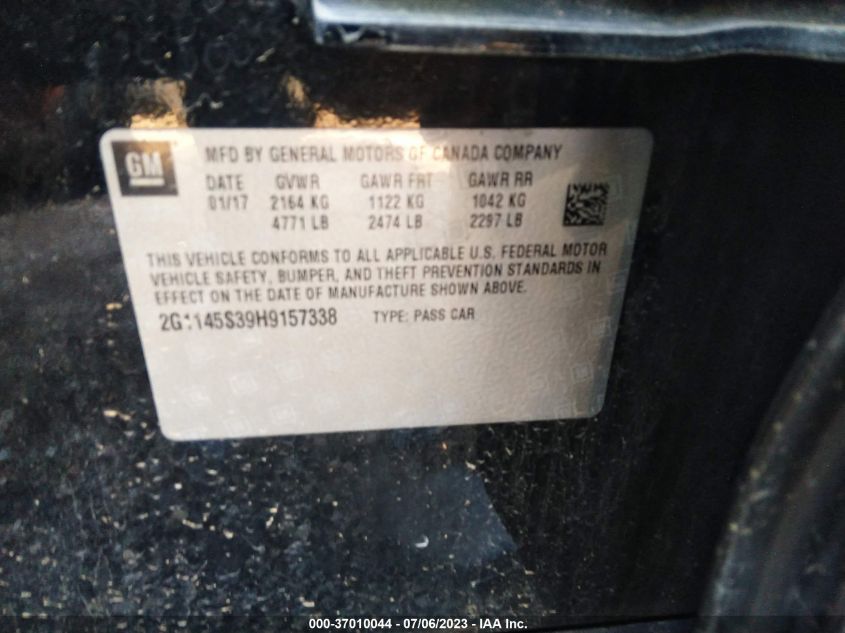 GM
MFD BY GENERAL MOTORS OF CANADA COMPANY
DATE GVWR GAWR FRT GAWR RR
01/17 2164 KG 1122 KG 1042 KG
4771 LB 2474 LB 2297 LB
THIS VEHICLE CONFORMS TO ALL APPLICABLE U.S. FEDERAL MOTOR
VEHICLE SAFETY, BUMPER, AND THEFT PREVENTION STANDARDS IN
EFFECT ON THE DATE OF MANUFACTURE SHOWN ABOVE.
2G1145S39H9157338 TYPE: PASS CAR
000-37010044 - 07/06/2023 - IAA Inc.